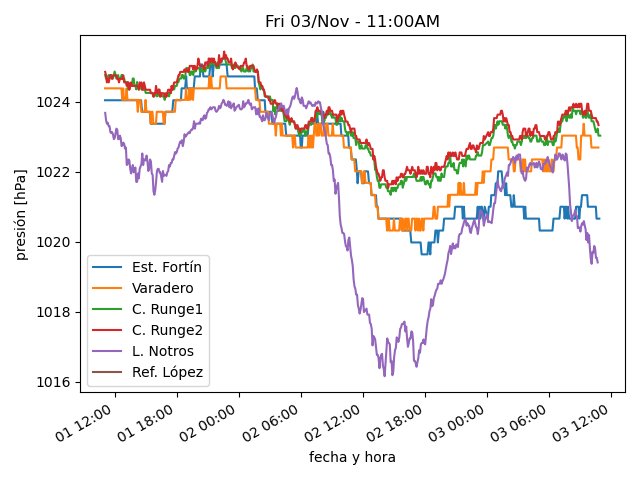 Fri 03/Nov - 11:00AM
presión [hPa]
1024
1022
1020
1018
1016
Est. Fortín
Varadero
C. Runge1
C. Runge2
L. Notros
Ref. López
01 12:00
01 18:00
02 00:00
02 06:00
02 12:00
02 18:00
03 00:00
03 06:00
03 12:00
fecha y hora